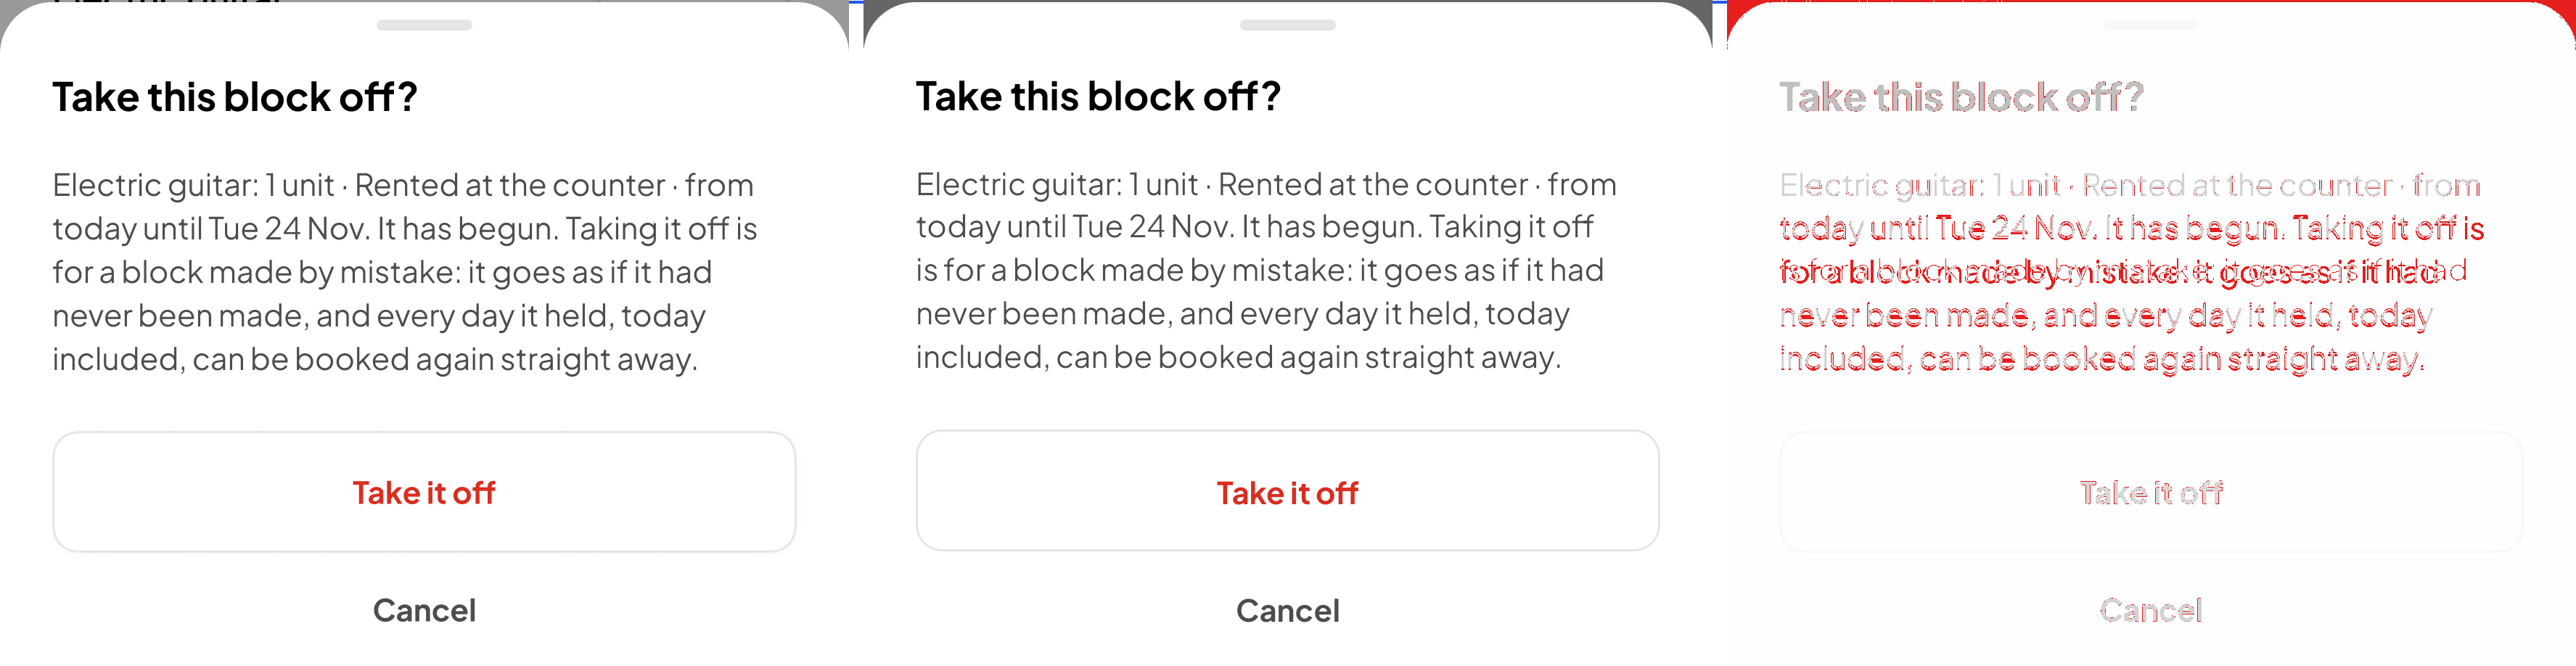 Take this block off?
Electric guitar: 1 unit · Rented at the counter · from
today until Tue 24 Nov. It has begun. Taking it off is
for a block made by mistake: it goes as if it had
never been made, and every day it held, today
included, can be booked again straight away.
Take it off
Cancel
Take this block off?
Electric guitar: 1 unit · Rented at the counter · from
today until Tue 24 Nov. It has begun. Taking it off
is for a block made by mistake: it goes as if it had
never been made, and every day it held, today
included, can be booked again straight away.
Take it off
Cancel
Take this block off?
Electric guitar: 1 unit · Rented at the counter · from
today until Tue 24 Nov. It has begun. Taking it off is
never been made, and every day it held, today
included, can be booked again straight away.
Take it off
Cancel